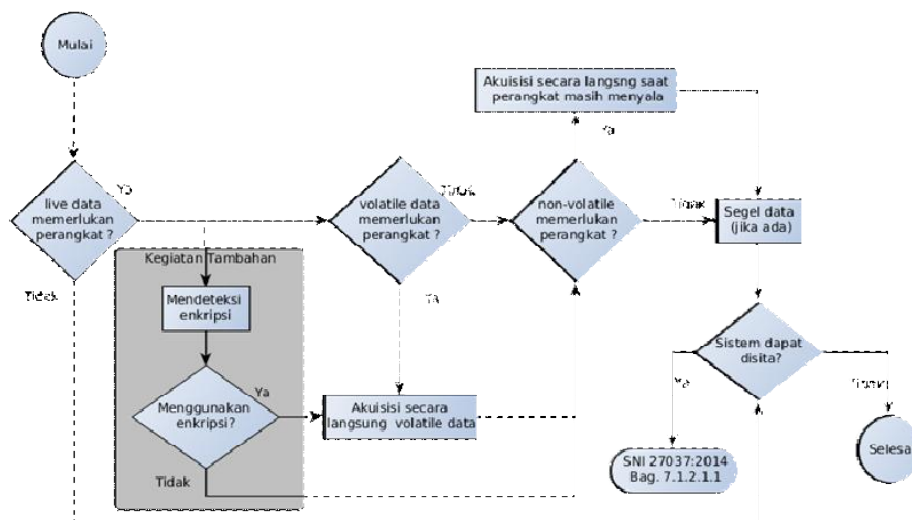 Mulai
Akuisisi secara langsng saat
perangkat masih menyala
Ya
live data
memerlukan
perangkat ?
Ya
volatile data
memerlukan
perangkat ?
Tidak
non-volatile
memerlukan
perangkat ?
Tidak
Segel data
(jika ada)
Kegiatan Tambahan
Tidak
Mendeteksi
enkripsi
Ya
Sistem dapat
disita?
Ya
Tidak
Menggunakan
enkripsi?
Ya
Akuisisi secara
langsung volatile data
Tidak
SNI 27037:2014
Bag. 7.1.2.1.1
Selesa